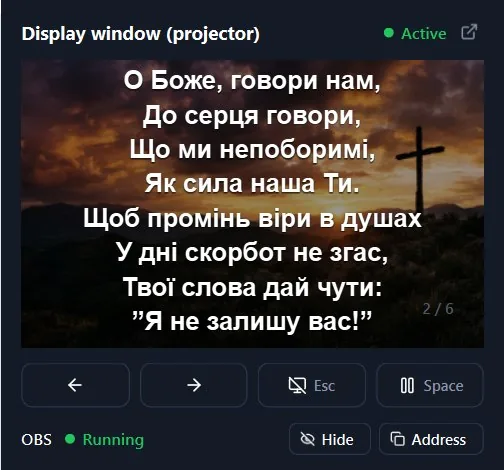 Display window (projector)
Active
О Боже, говори нам,
До серця говори,
Що ми непоборимі,
Як сила наша Ти.
Щоб промінь віри в душах
У дні скорбот не згас,
Твої слова дай чути:
”Я не залишу вас!”
2 / 6
Esc
Space
OBS
Running
Hide
Address